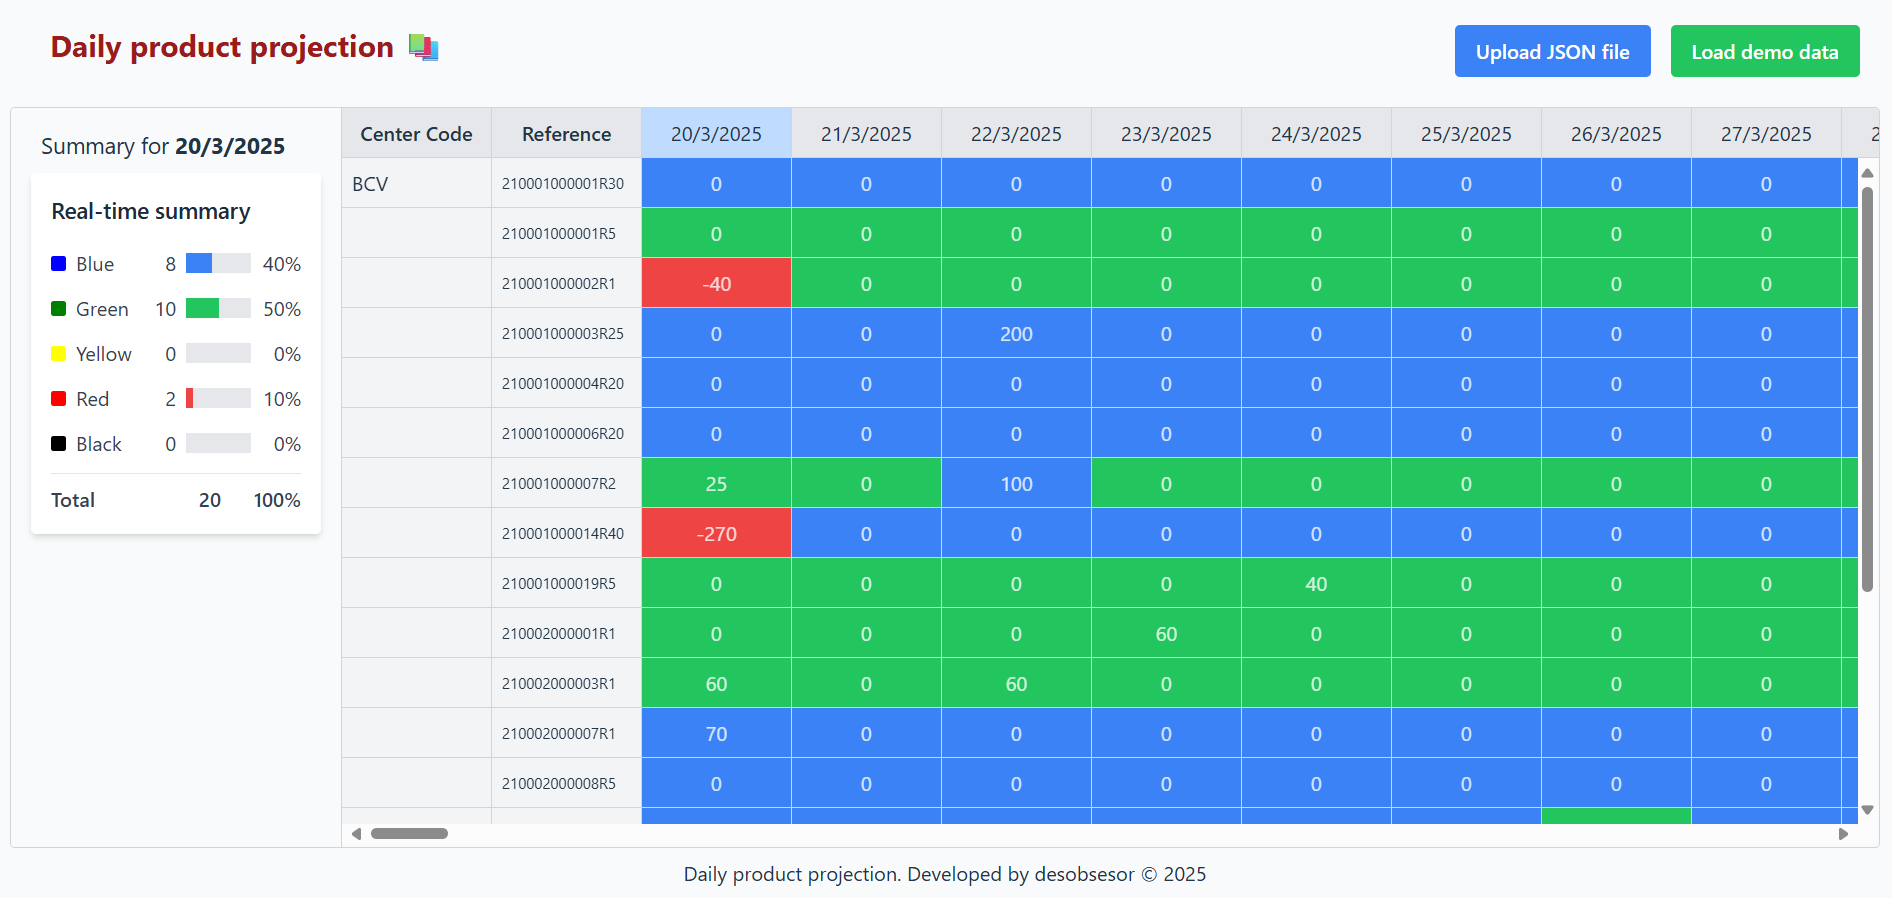 Daily product projection
Upload JSON file
Load demo data
Summary for 20/3/2025
Real-time summary
Blue 8 40%
Green 10 50%
Yellow 0 0%
Red 2 10%
Black 0 0%
Total 20 100%
Center Code Reference 20/3/2025 21/3/2025 22/3/2025 23/3/2025 24/3/2025 25/3/2025 26/3/2025 27/3/2025 2
BCV 210001000001R30 0 0 0 0 0 0 0 0
210001000001R5 0 0 0 0 0 0 0 0
210001000002R1 -40 0 0 0 0 0 0 0
210001000003R25 0 0 200 0 0 0 0 0
210001000004R20 0 0 0 0 0 0 0 0
210001000006R20 0 0 0 0 0 0 0 0
210001000007R2 25 0 100 0 0 0 0 0
210001000014R40 -270 0 0 0 0 0 0 0
210001000019R5 0 0 0 0 40 0 0 0
210002000001R1 0 0 0 60 0 0 0 0
210002000003R1 60 0 60 0 0 0 0 0
210002000007R1 70 0 0 0 0 0 0 0
210002000008R5 0 0 0 0 0 0 0 0
Daily product projection. Developed by desobsesor © 2025